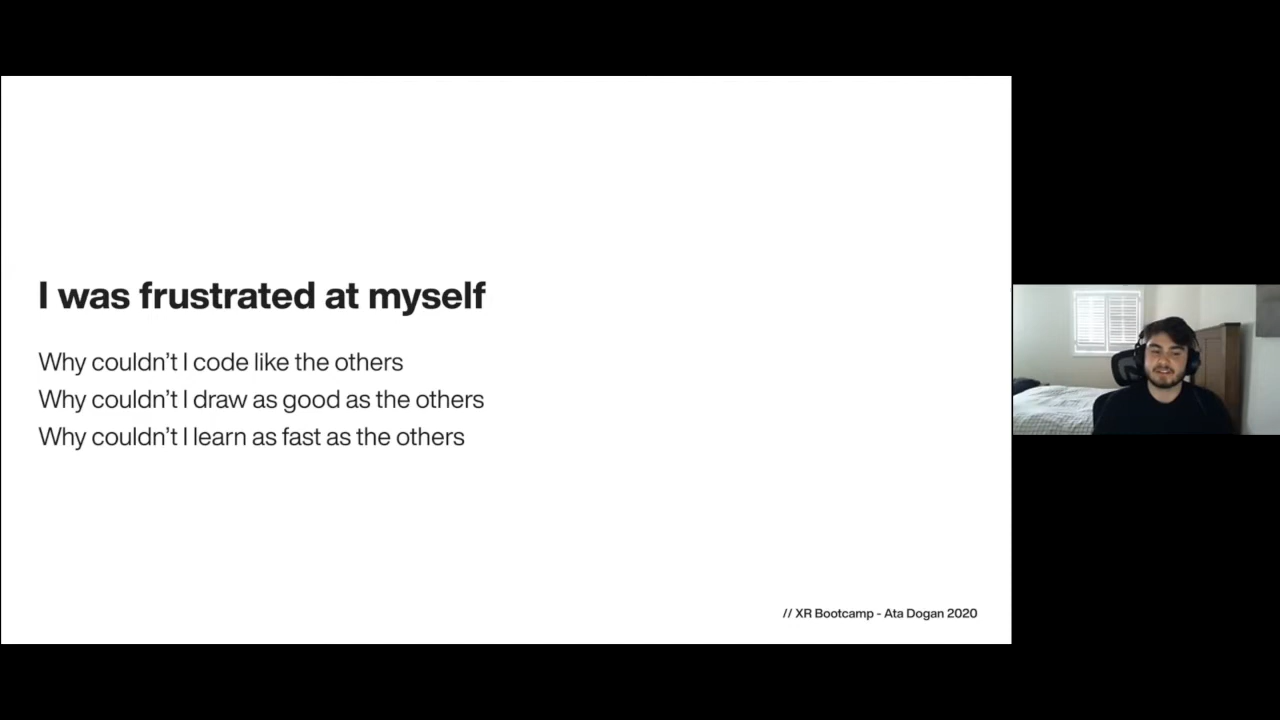 I was frustrated at myself
Why couldn’t I code like the others
Why couldn’t I draw as good as the others
Why couldn’t I learn as fast as the others
// XR Bootcamp - Ata Dogan 2020